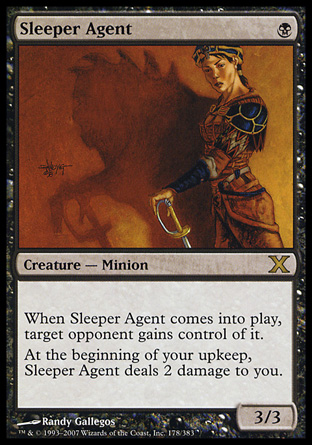 Sleeper Agent
Creature — Minion
X
When Sleeper Agent comes into play,
target opponent gains control of it.
At the beginning of your upkeep,
Sleeper Agent deals 2 damage to you.
Randy Gallegos
™ & © 1993–2007 Wizards of the Coast, Inc. 178/383
3/3